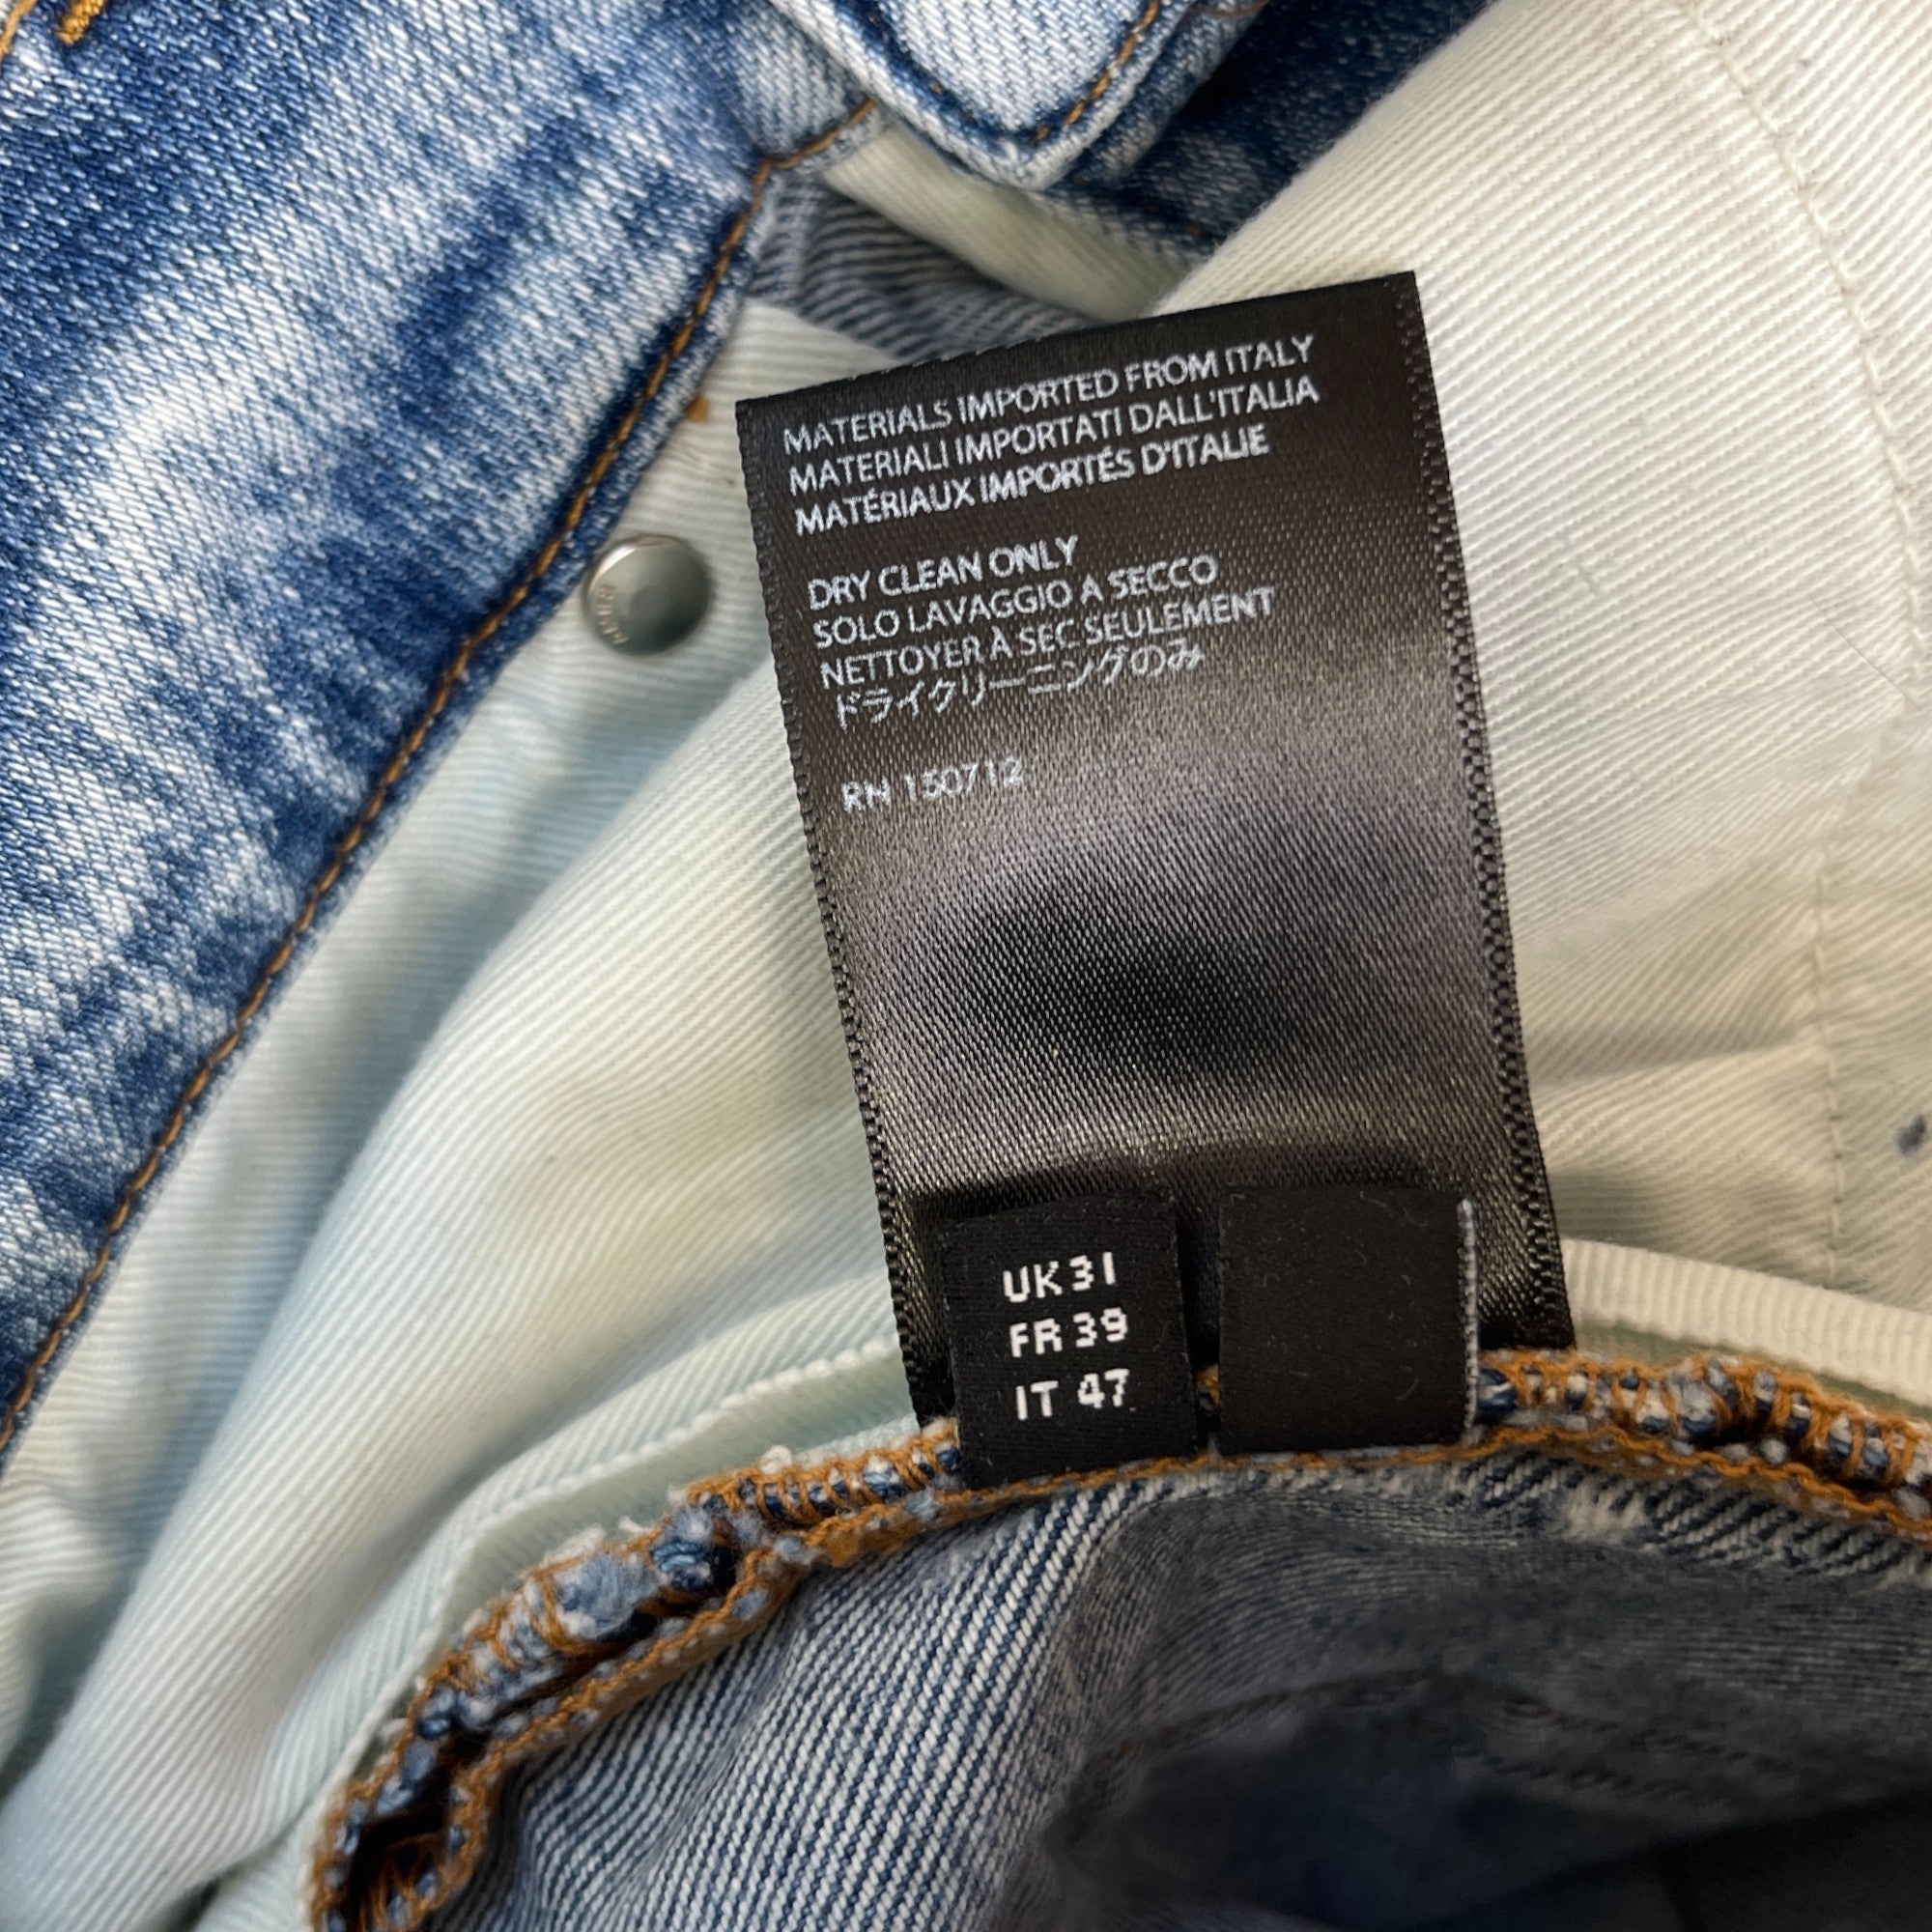 MATERIALS IMPORTED FROM ITALY
MATERIALI IMPORTATI DALL'ITALIA
MATÉRIAUX IMPORTÉS D'ITALIE
DRY CLEAN ONLY
SOLO LAVAGGIO A SECCO
NETTOYER À SEC SEULEMENT
ドライクリーニングのみ
RN 150712
UK 31
FR 39
IT 47